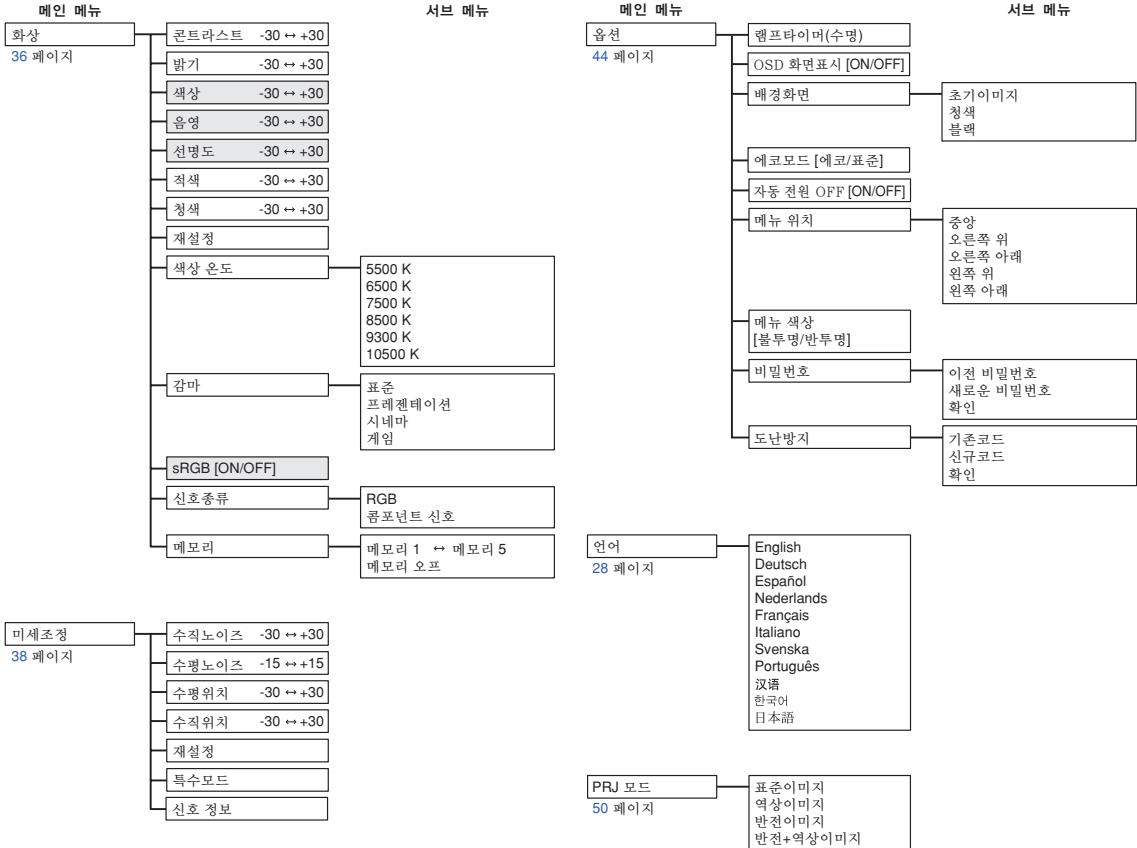 메인 메뉴
서브 메뉴
화상
36 페이지
콘트라스트 -30 ↔ +30
밝기 -30 ↔ +30
색상 -30 ↔ +30
음영 -30 ↔ +30
선명도 -30 ↔ +30
적색 -30 ↔ +30
청색 -30 ↔ +30
재설정
색상 온도
5500 K
6500 K
7500 K
8500 K
9300 K
10500 K
감마
표준
프레젠테이션
시네마
게임
sRGB [ON/OFF]
신호종류
RGB
콤포넌트 신호
메모리
메모리 1 ↔ 메모리 5
메모리 오프
미세조정
38 페이지
수직노이즈 -30 ↔ +30
수평노이즈 -15 ↔ +15
수평위치 -30 ↔ +30
수직위치 -30 ↔ +30
재설정
특수모드
신호 정보
메인 메뉴
서브 메뉴
옵션
44 페이지
램프타이머(수명)
OSD 화면표시 [ON/OFF]
배경화면
초기이미지
청색
블랙
에코모드 [에코/표준]
자동 전원 OFF [ON/OFF]
메뉴 위치
중앙
오른쪽 위
오른쪽 아래
왼쪽 위
왼쪽 아래
메뉴 색상
[불투명/반투명]
비밀번호
이전 비밀번호
새로운 비밀번호
확인
도난방지
기존코드
신규코드
확인
언어
28 페이지
English
Deutsch
Español
Nederlands
Français
Italiano
Svenska
Português
汉语
한국어
日本語
PRJ 모드
50 페이지
표준이미지
역상이미지
반전이미지
반전+역상이미지